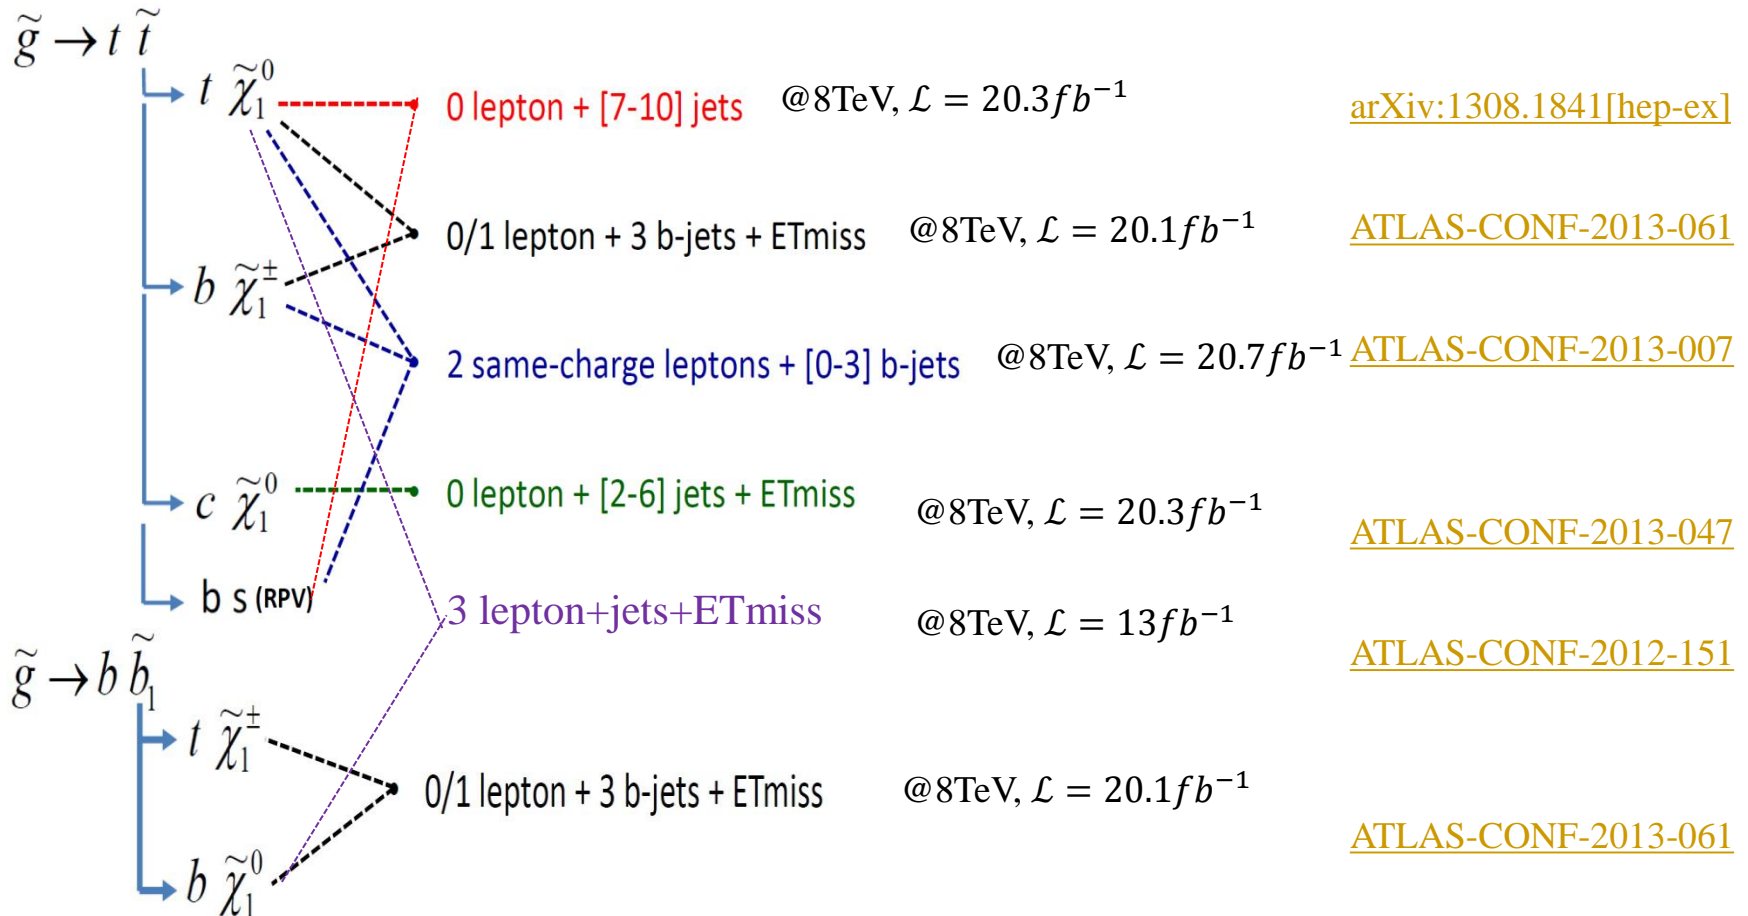 g̃ → t t̃
t χ̃₁⁰
0 lepton + [7-10] jets @8TeV, ℒ = 20.3fb⁻¹ arXiv:1308.1841[hep-ex]
0/1 lepton + 3 b-jets + ETmiss @8TeV, ℒ = 20.1fb⁻¹ ATLAS-CONF-2013-061
b χ̃₁±
2 same-charge leptons + [0-3] b-jets @8TeV, ℒ = 20.7fb⁻¹ ATLAS-CONF-2013-007
c χ̃₁⁰
0 lepton + [2-6] jets + ETmiss @8TeV, ℒ = 20.3fb⁻¹ ATLAS-CONF-2013-047
b s (RPV)
3 lepton+jets+ETmiss @8TeV, ℒ = 13fb⁻¹ ATLAS-CONF-2012-151
g̃ → b b̃₁
t χ̃₁±
0/1 lepton + 3 b-jets + ETmiss @8TeV, ℒ = 20.1fb⁻¹ ATLAS-CONF-2013-061
b χ̃₁⁰